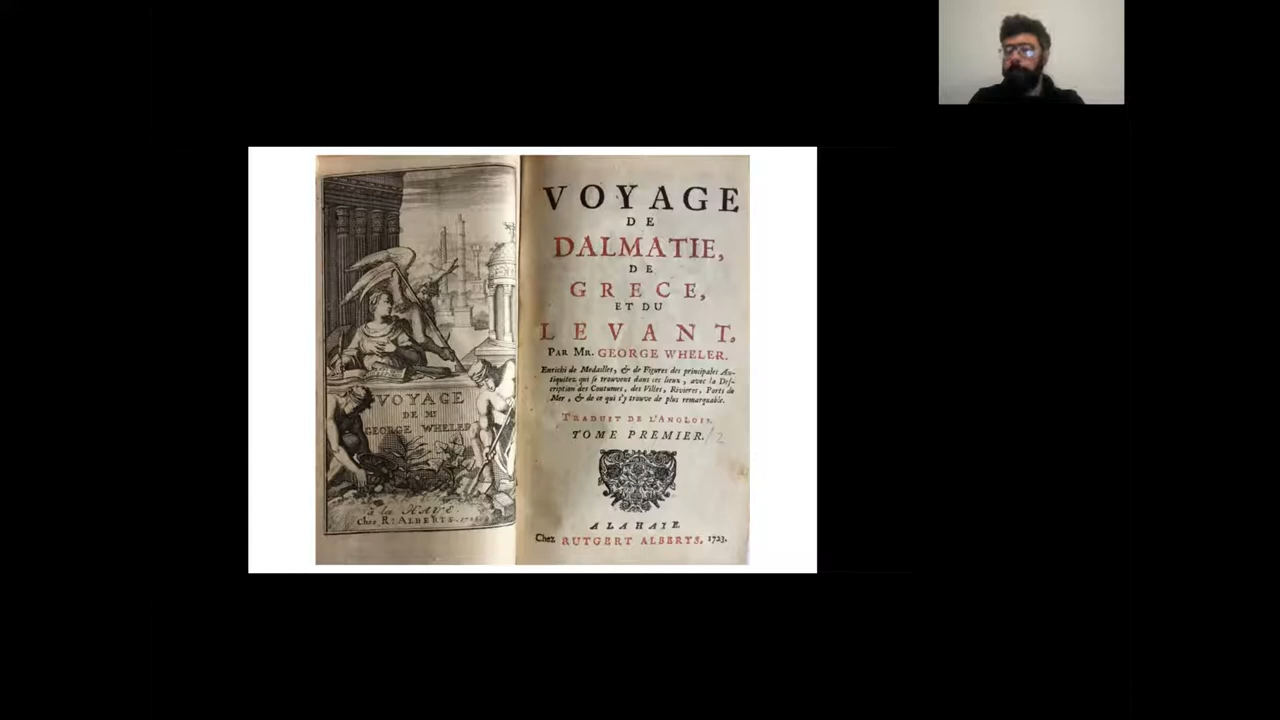 VOYAGE
DE Mr
GEORGE WHELER
à la HAYE
Chez R. ALBERTS.
VOYAGE
DE
DALMATIE,
DE
GRECE,
ET DU
LEVANT.
PAR MR. GEORGE WHELER.
Enrichi de Medailles, & de Figures des principales An-
tiquitez qui se trouvent dans ces lieux, avec la Des-
cription des Coutumes, des Villes, Rivieres, Ports de
Mer, & de ce qui s'y trouve de plus remarquable.
TRADUIT DE L'ANGLOIS.
TOME PREMIER. /2
A LA HAIE
Chez RUTGERT ALBERTS, 1723.